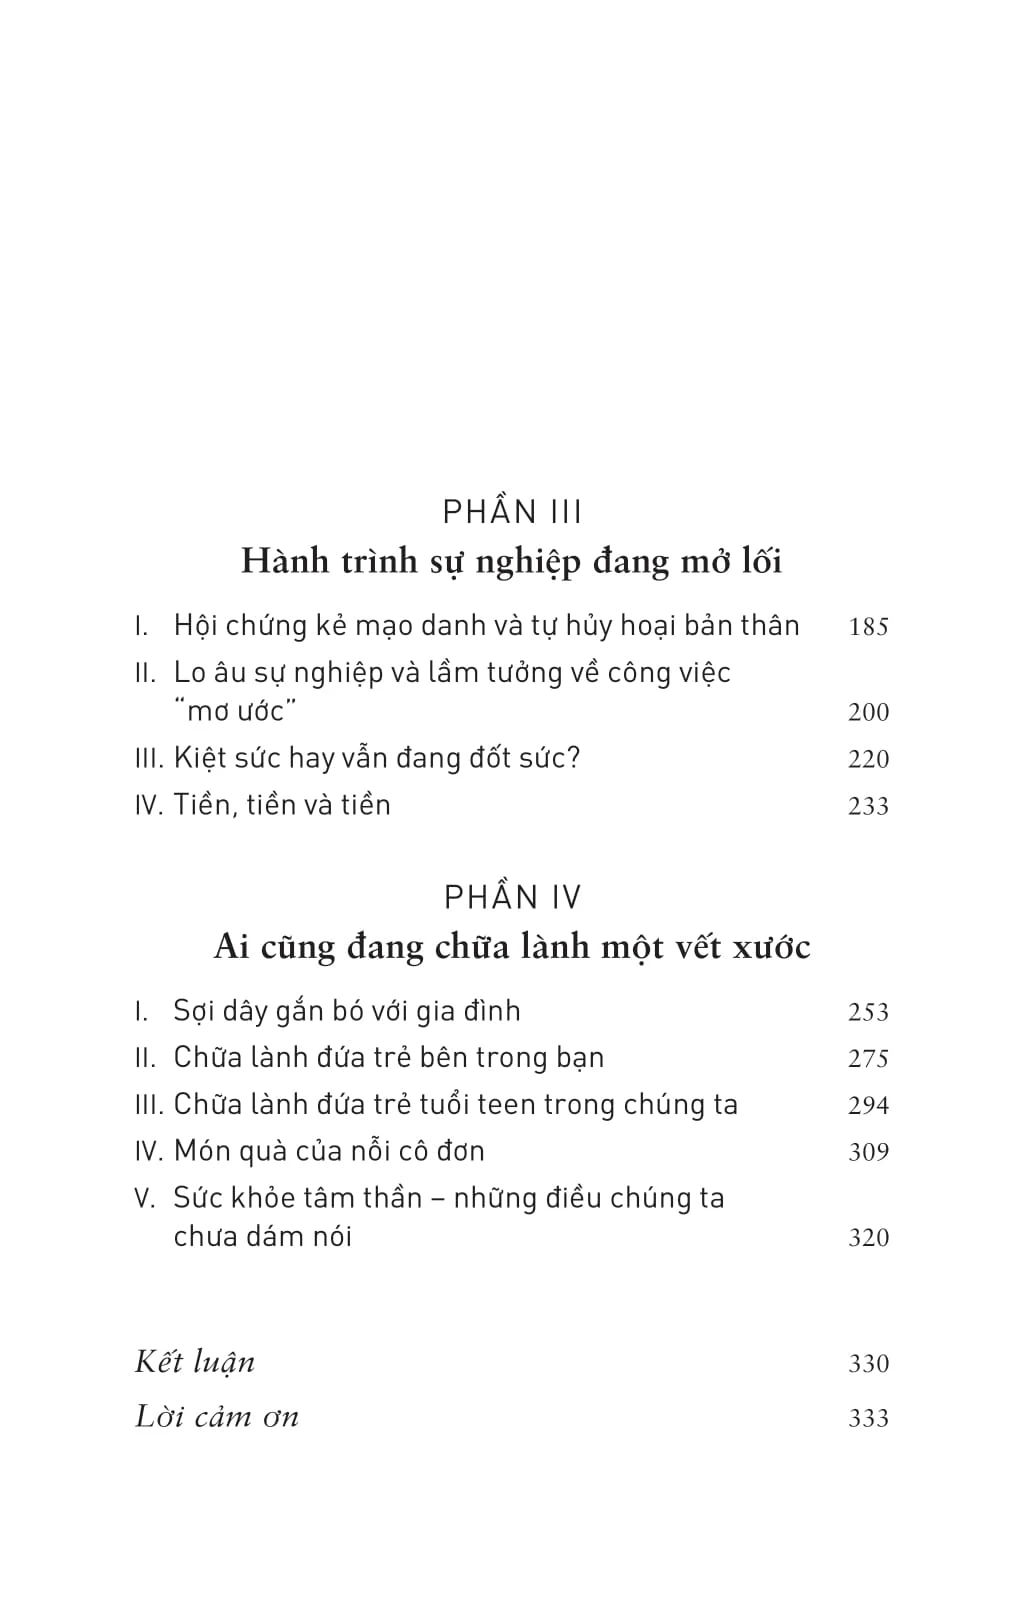 PHẦN III
Hành trình sự nghiệp đang mở lối
I. Hội chứng kẻ mạo danh và tự hủy hoại bản thân 185
II. Lo âu sự nghiệp và lầm tưởng về công việc
“mơ ước” 200
III. Kiệt sức hay vẫn đang đốt sức? 220
IV. Tiền, tiền và tiền 233
PHẦN IV
Ai cũng đang chữa lành một vết xước
I. Sợi dây gắn bó với gia đình 253
II. Chữa lành đứa trẻ bên trong bạn 275
III. Chữa lành đứa trẻ tuổi teen trong chúng ta 294
IV. Món quà của nỗi cô đơn 309
V. Sức khỏe tâm thần – những điều chúng ta
chưa dám nói 320
Kết luận 330
Lời cảm ơn 333